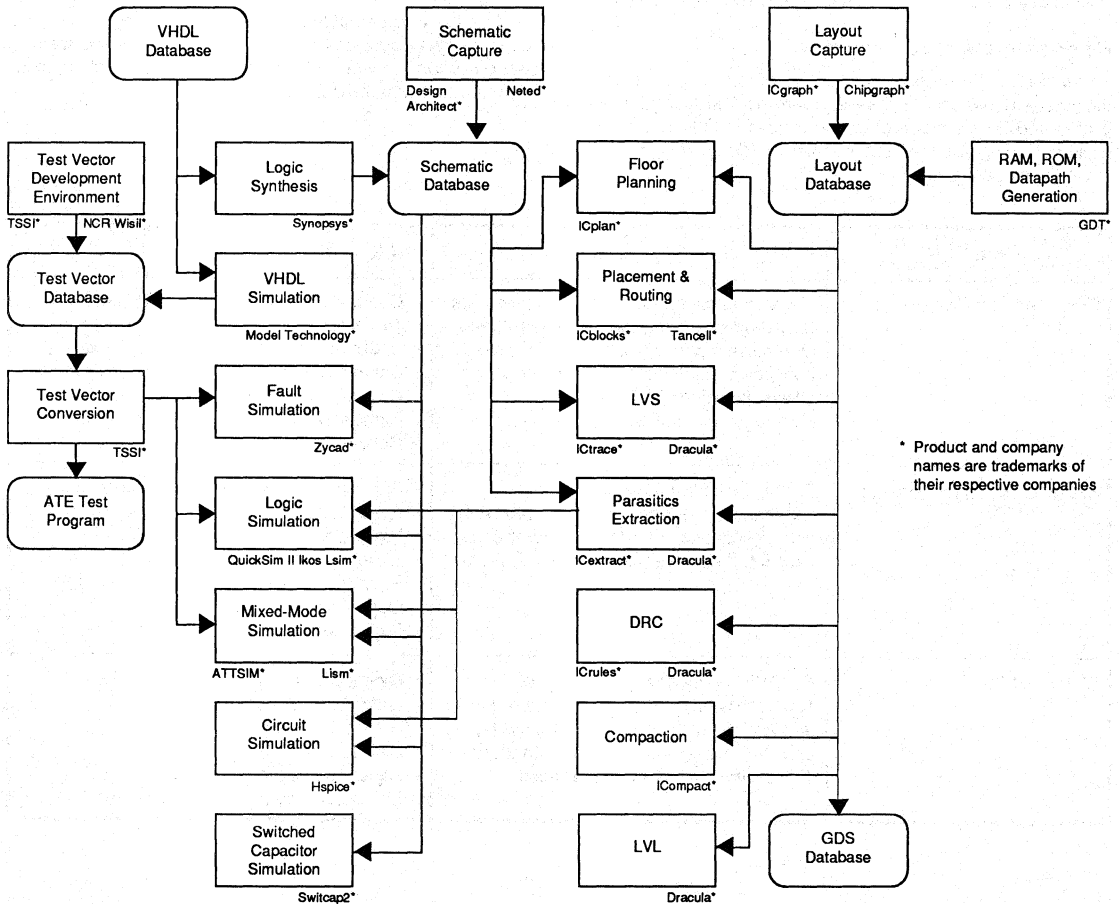 VHDL
Database
Schematic
Capture
Layout
Capture
Design
Architect*
Neted*
ICgraph*
Chipgraph*
Test Vector
Development
Environment
TSSI*
NCR Wisil*
Logic
Synthesis
Synopsys*
Schematic
Database
Floor
Planning
ICplan*
Layout
Database
RAM, ROM,
Datapath
Generation
GDT*
Test Vector
Database
VHDL
Simulation
Model Technology*
Placement &
Routing
ICblocks*
Tancell*
Test Vector
Conversion
TSSI*
Fault
Simulation
Zycad*
LVS
ICtrace*
Dracula*
* Product and company
names are trademarks of
their respective companies
ATE Test
Program
Logic
Simulation
QuickSim II Ikos Lsim*
Parasitics
Extraction
ICextract*
Dracula*
Mixed-Mode
Simulation
ATTSIM*
Lism*
DRC
ICrules*
Dracula*
Circuit
Simulation
Hspice*
Compaction
ICompact*
Switched
Capacitor
Simulation
Switcap2*
LVL
Dracula*
GDS
Database